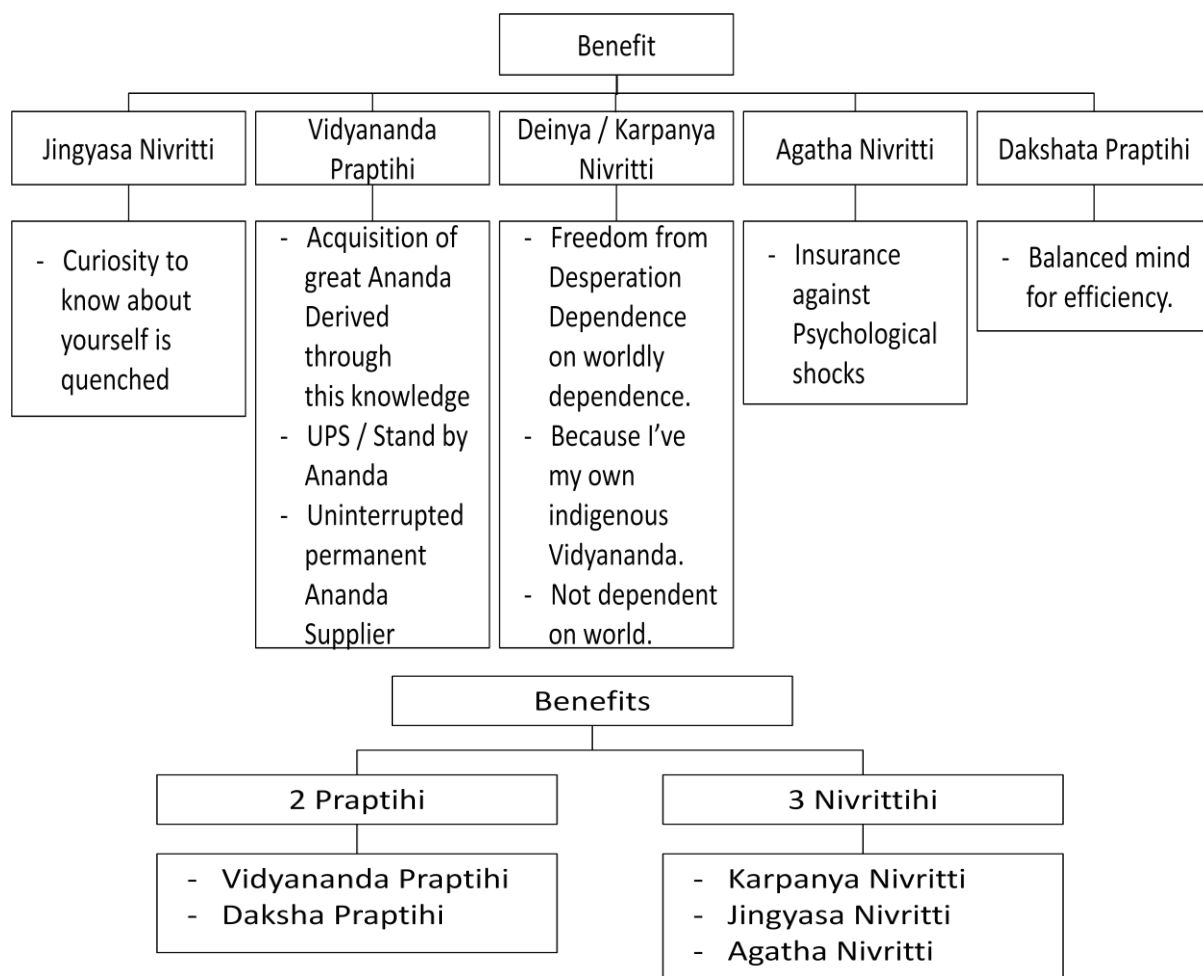 Benefit
Jingyasa Nivritti
Vidyananda
Praptihi
Deinya / Karpanya
Nivritti
Agatha Nivritti
Dakshata Praptihi
- Curiosity to
know about
yourself is
quenched
- Acquisition of
great Ananda
Derived
through
this knowledge
- UPS / Stand by
Ananda
- Uninterrupted
permanent
Ananda
Supplier
- Freedom from
Desperation
Dependence
on worldly
dependence.
- Because I’ve
my own
indigenous
Vidyananda.
- Not dependent
on world.
- Insurance
against
Psychological
shocks
- Balanced mind
for efficiency.
Benefits
2 Praptihi
3 Nivrittihi
- Vidyananda Praptihi
- Daksha Praptihi
- Karpanya Nivritti
- Jingyasa Nivritti
- Agatha Nivritti